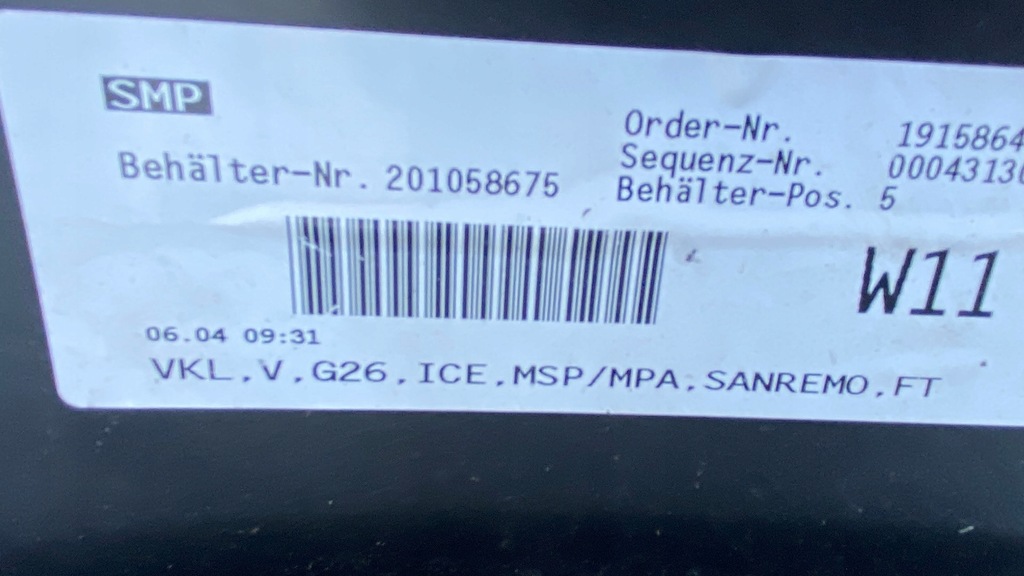 SMP
Behälter-Nr. 201058675
Order-Nr. 1915864
Sequenz-Nr. 0004313
Behälter-Pos. 5
W11
06.04 09:31
VKL,V,G26,ICE,MSP/MPA,SANREMO,FT